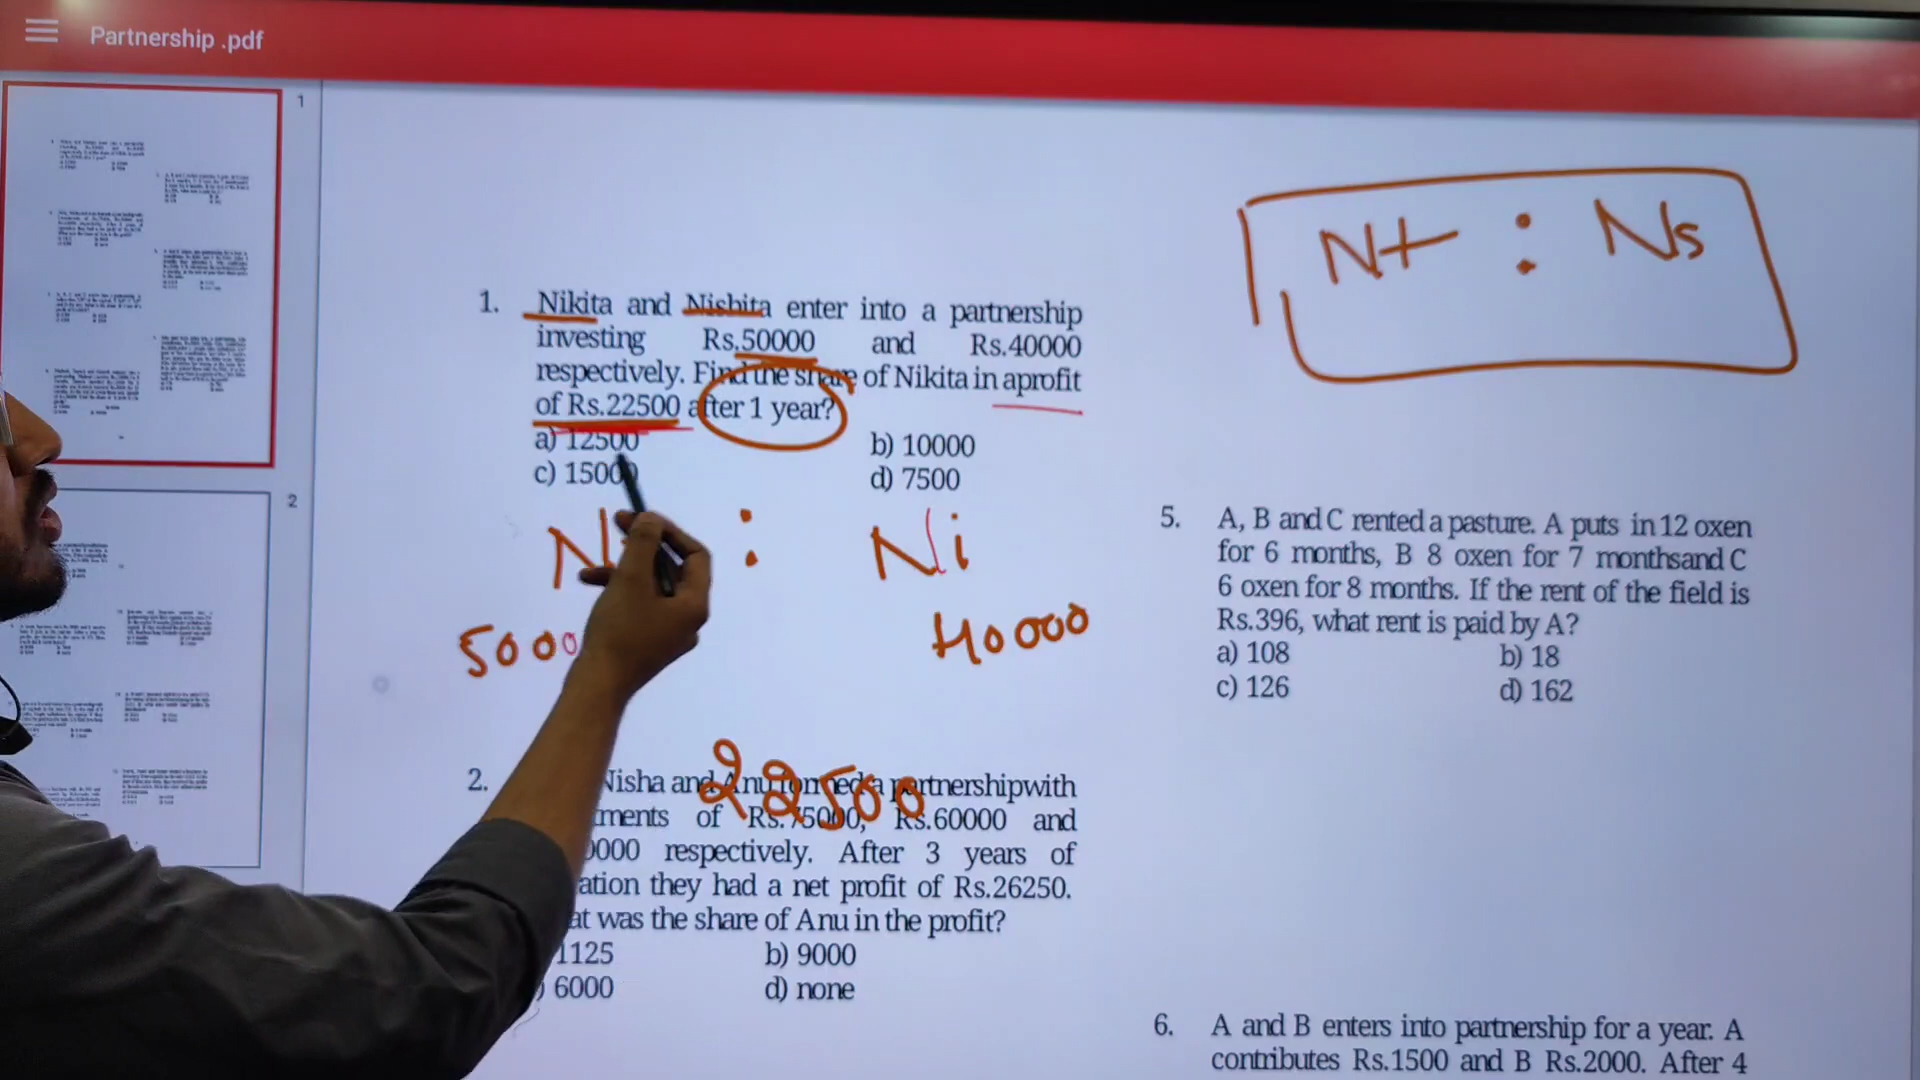 Partnership .pdf
1
Nt : Ns
1. Nikita and Nishita enter into a partnership
investing Rs.50000 and Rs.40000
respectively. Find the share of Nikita in aprofit
of Rs.22500 after 1 year?
a) 12500 b) 10000
c) 15000 d) 7500
2
N : Ni
5000 40000
22500
2. Nisha and Anu formed a partnershipwith
ments of Rs.75000, Rs.60000 and
0000 respectively. After 3 years of
ation they had a net profit of Rs.26250.
at was the share of Anu in the profit?
1125 b) 9000
) 6000 d) none
5. A, B and C rented a pasture. A puts in 12 oxen
for 6 months, B 8 oxen for 7 monthsand C
6 oxen for 8 months. If the rent of the field is
Rs.396, what rent is paid by A?
a) 108 b) 18
c) 126 d) 162
6. A and B enters into partnership for a year. A
contributes Rs.1500 and B Rs.2000. After 4